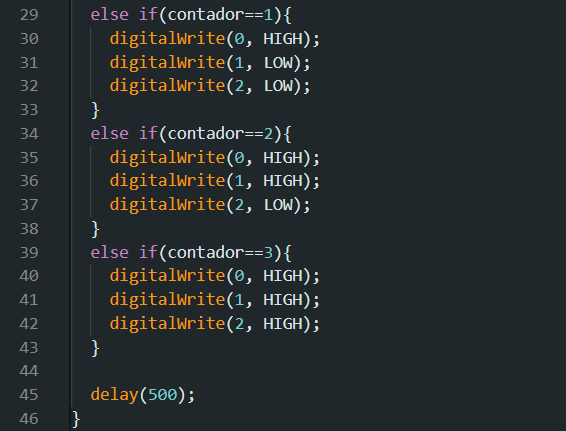 29 else if(contador==1){
30 digitalWrite(0, HIGH);
31 digitalWrite(1, LOW);
32 digitalWrite(2, LOW);
33 }
34 else if(contador==2){
35 digitalWrite(0, HIGH);
36 digitalWrite(1, HIGH);
37 digitalWrite(2, LOW);
38 }
39 else if(contador==3){
40 digitalWrite(0, HIGH);
41 digitalWrite(1, HIGH);
42 digitalWrite(2, HIGH);
43 }
44
45 delay(500);
46 }